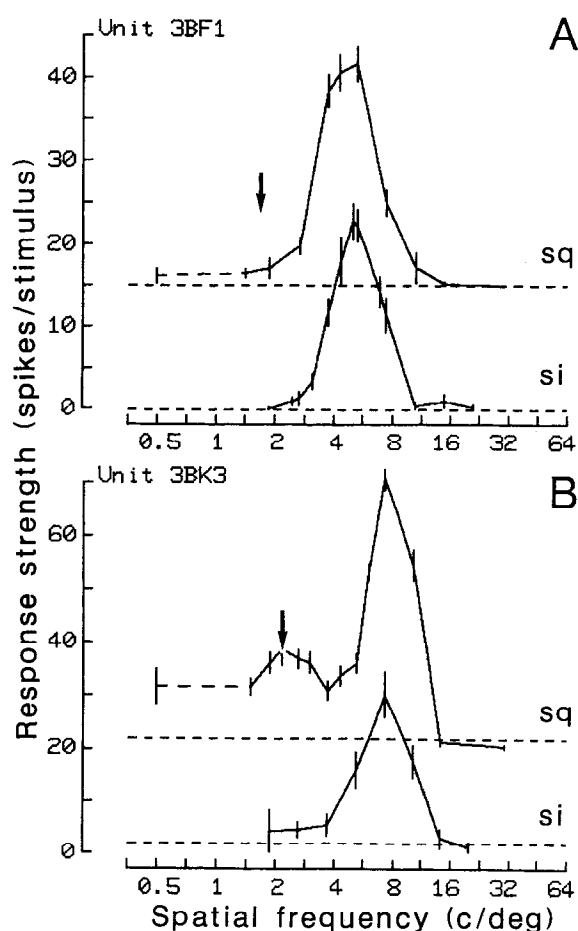 Unit 3BF1
A
40
30
20
10
0
sq
si
0.5 1 2 4 8 16 32 64
Unit 3BK3
B
60
40
20
0
sq
si
0.5 1 2 4 8 16 32 64
Spatial frequency (c/deg)
Response strength (spikes/stimulus)